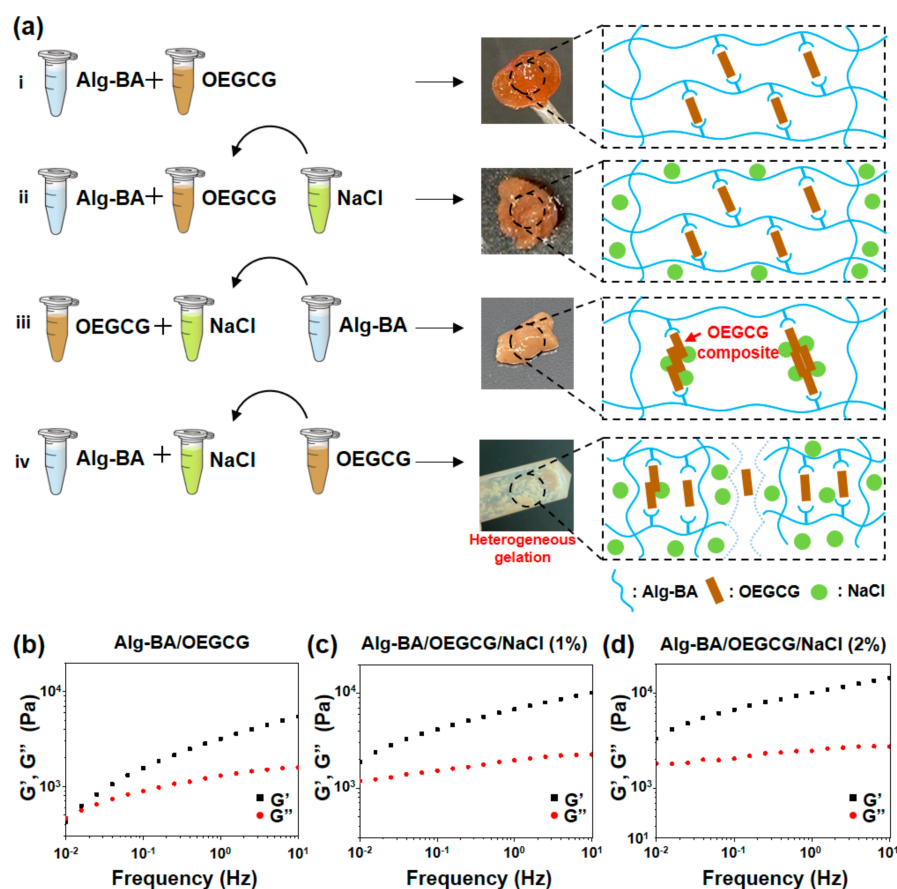 (a)
i Alg-BA + OEGCG
ii Alg-BA + OEGCG NaCl
iii OEGCG + NaCl Alg-BA
OEGCG
composite
iv Alg-BA + NaCl OEGCG
Heterogeneous
gelation
: Alg-BA : OEGCG : NaCl
(b) Alg-BA/OEGCG
G’, G” (Pa)
10⁴
10³
G’
G”
10⁻² 10⁻¹ 10⁰ 10¹
Frequency (Hz)
(c) Alg-BA/OEGCG/NaCl (1%)
G’, G” (Pa)
10⁴
10³
G’
G”
10⁻² 10⁻¹ 10⁰ 10¹
Frequency (Hz)
(d) Alg-BA/OEGCG/NaCl (2%)
G’, G” (Pa)
10⁴
10³
10¹
G’
G”
10⁻² 10⁻¹ 10⁰ 10¹
Frequency (Hz)